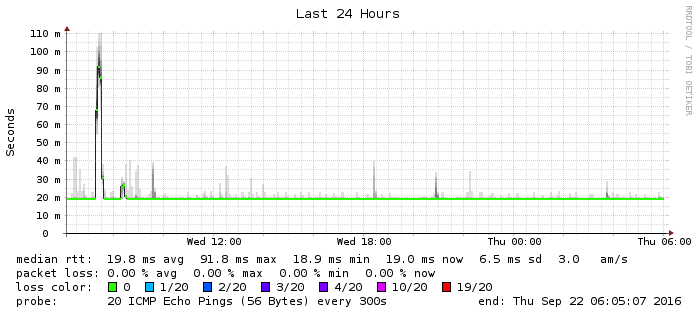 Last 24 Hours
RRDTOOL / TOBI OETIKER
Seconds
110 m
100 m
90 m
80 m
70 m
60 m
50 m
40 m
30 m
20 m
10 m
0
Wed 12:00 Wed 18:00 Thu 00:00 Thu 06:00
median rtt: 19.8 ms avg 91.8 ms max 18.9 ms min 19.0 ms now 6.5 ms sd 3.0 am/s
packet loss: 0.00 % avg 0.00 % max 0.00 % min 0.00 % now
loss color: 0 1/20 2/20 3/20 4/20 10/20 19/20
probe: 20 ICMP Echo Pings (56 Bytes) every 300s end: Thu Sep 22 06:05:07 2016